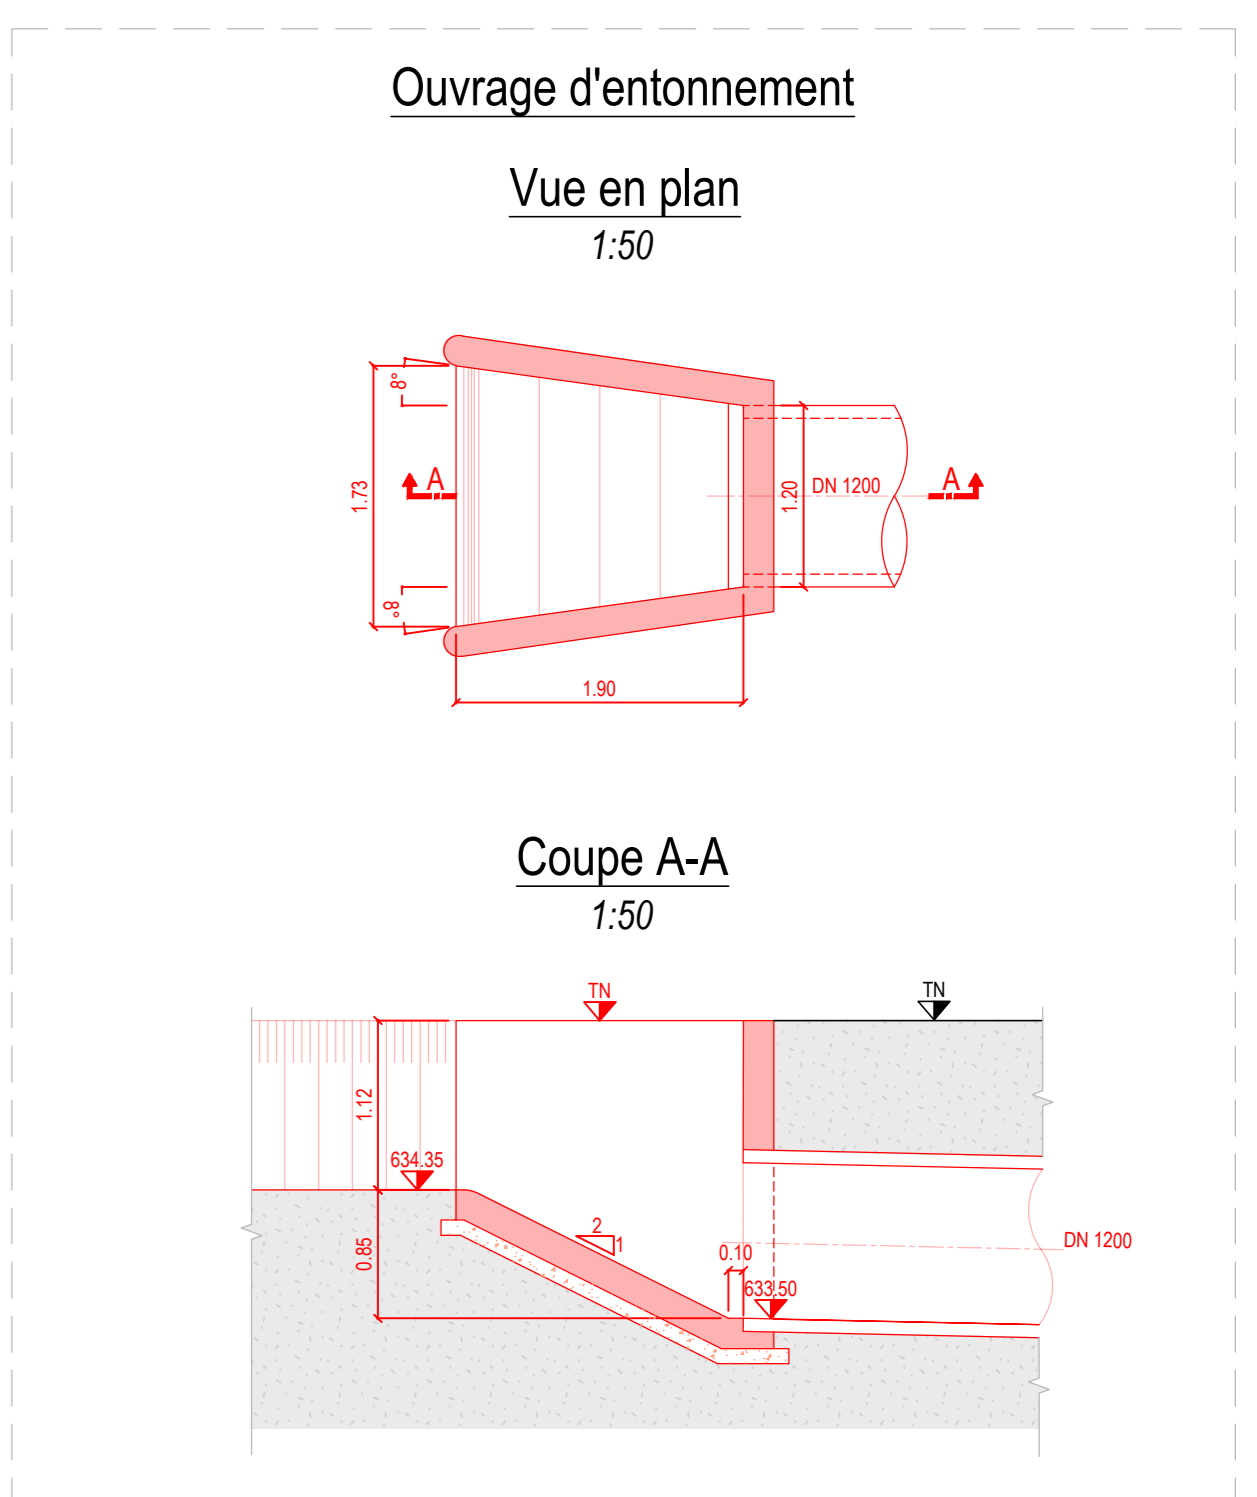 Ouvrage d'entonnement
Vue en plan
1:50
8°
1.73
A
8°
1.20
DN 1200
A
1.90
Coupe A-A
1:50
TN
TN
1.12
634.35
0.85
2
1
0.10
633.50
DN 1200